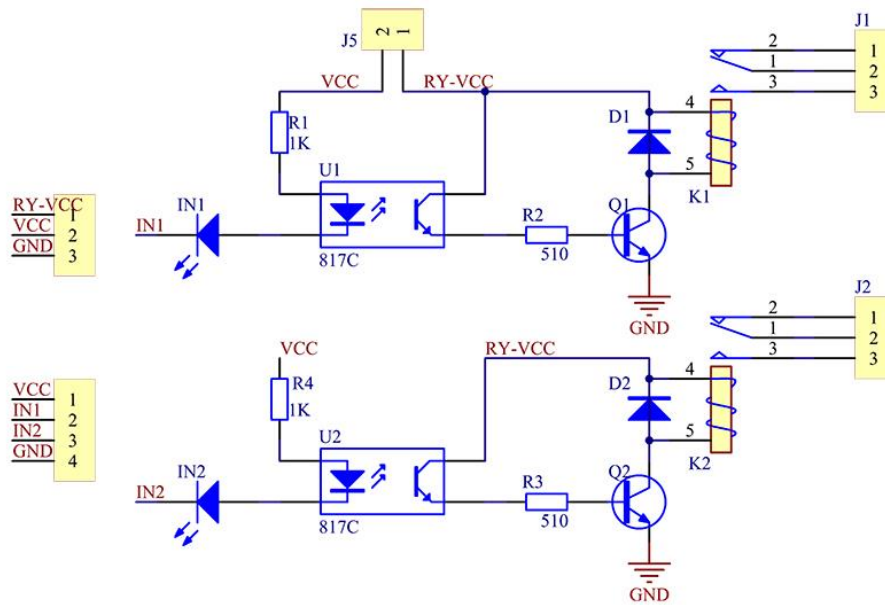 J1
J5
2
1
2
1
1
2
3
3
VCC
RY-VCC
4
D1
R1
1K
U1
5
K1
IN1
R2
Q1
RY-VCC
1
VCC
2
GND
3
IN1
817C
510
GND
J2
2
1
1
2
3
3
VCC
RY-VCC
4
R4
1K
D2
VCC
1
IN1
2
IN2
3
GND
4
U2
5
K2
IN2
R3
Q2
IN2
817C
510
GND